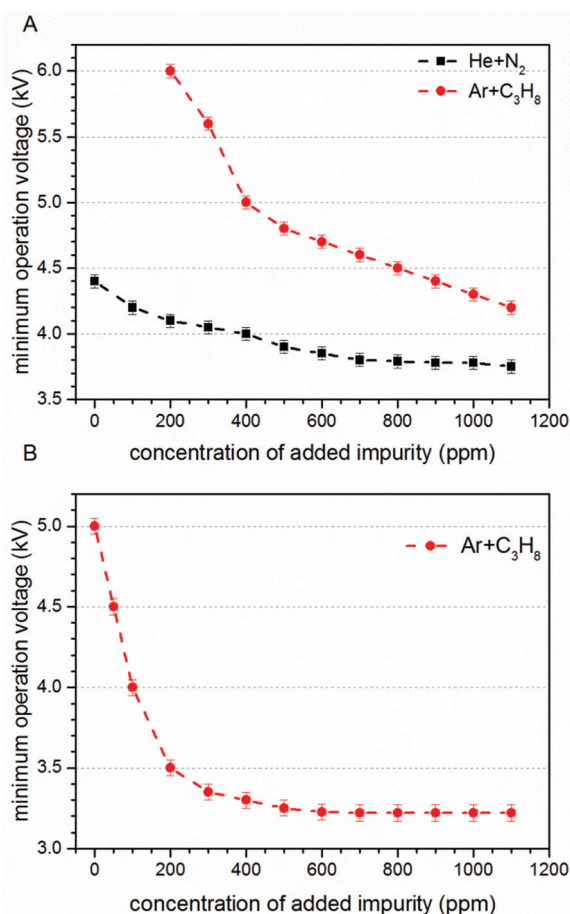 A
6.0
5.5
5.0
4.5
4.0
3.5
minimum operation voltage (kV)
He+N₂
Ar+C₃H₈
0 200 400 600 800 1000 1200
concentration of added impurity (ppm)
B
5.0
4.5
4.0
3.5
3.0
minimum operation voltage (kV)
Ar+C₃H₈
0 200 400 600 800 1000 1200
concentration of added impurity (ppm)